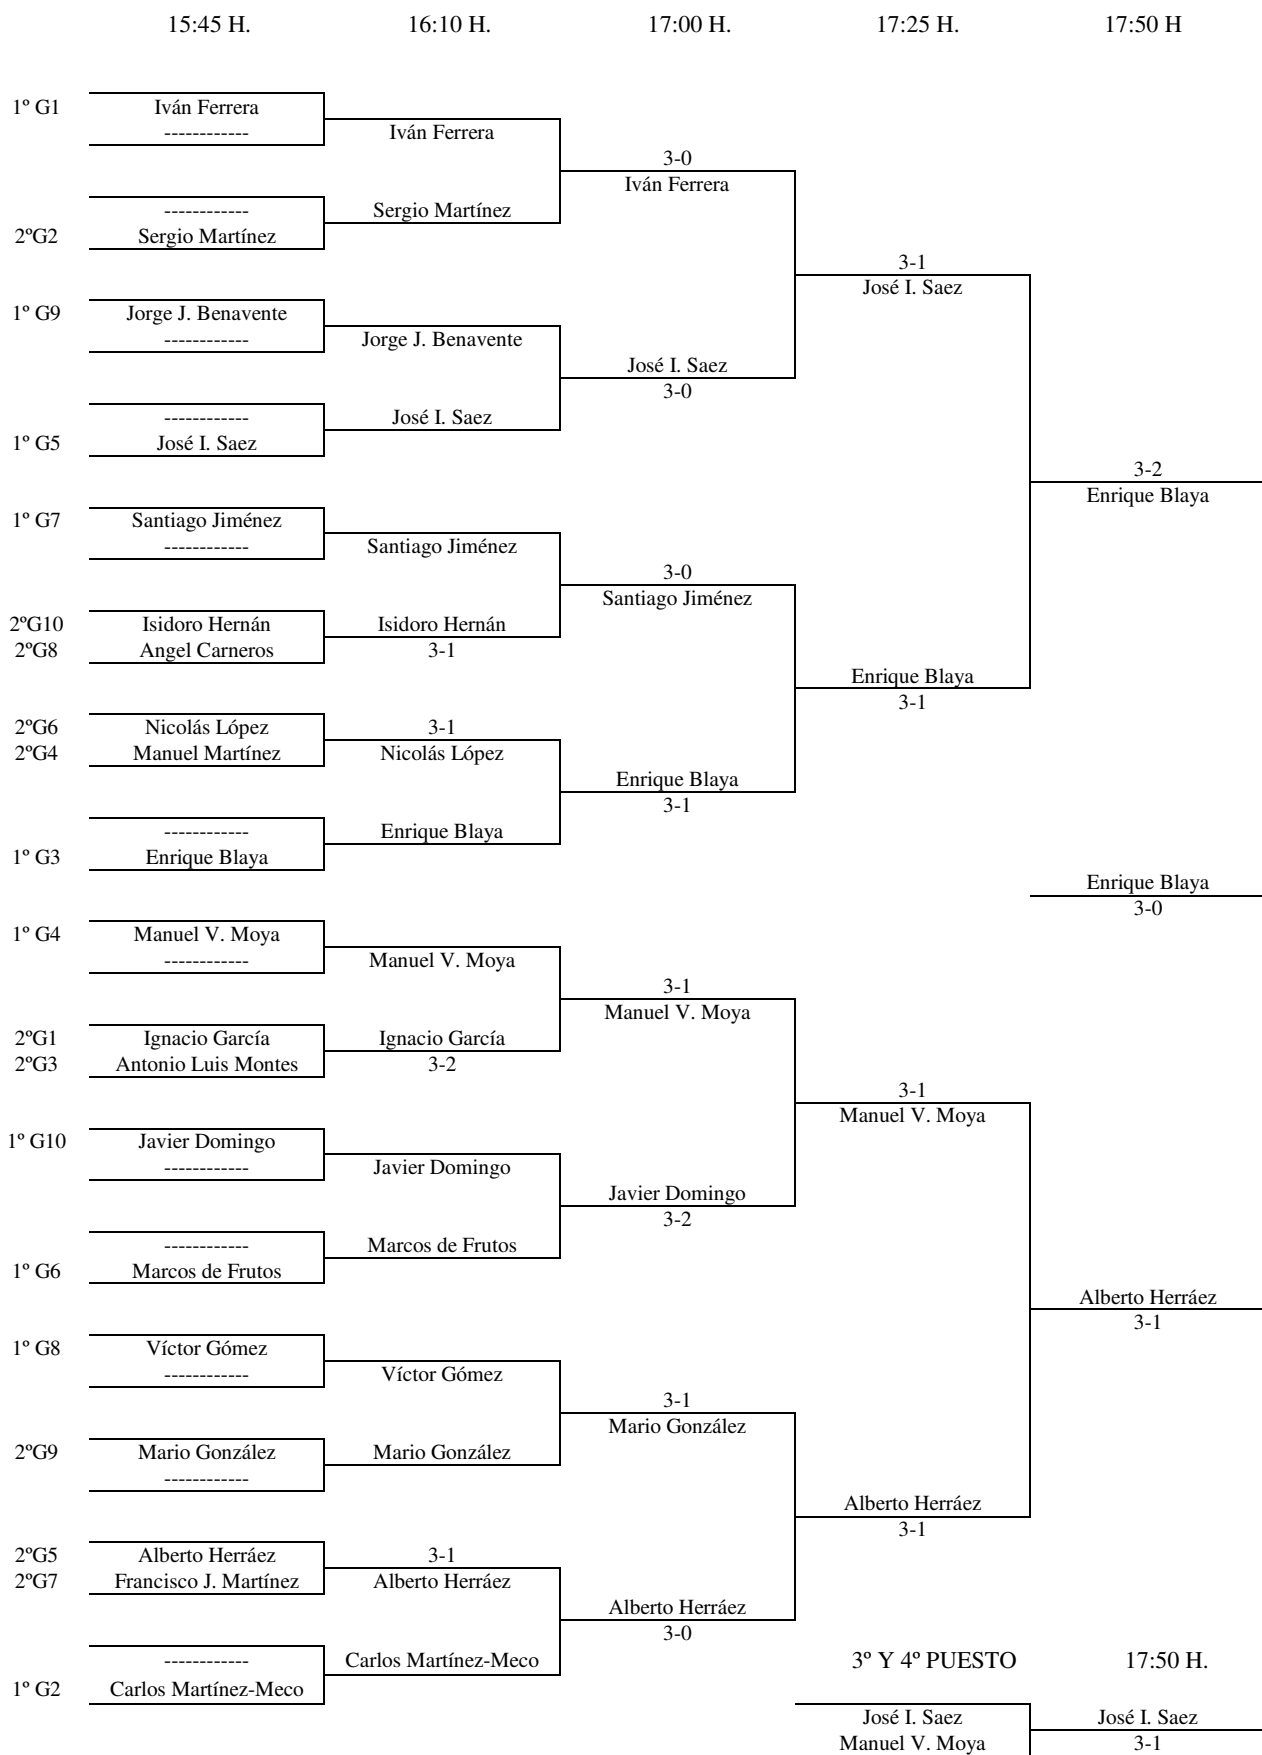 15:45 H. 16:10 H. 17:00 H. 17:25 H. 17:50 H
1º G1 Iván Ferrera
------------ Iván Ferrera
3-0
Iván Ferrera
------------ Sergio Martínez
2ºG2 Sergio Martínez
3-1
José I. Saez
1º G9 Jorge J. Benavente
------------ Jorge J. Benavente
José I. Saez
3-0
------------ José I. Saez
1º G5 José I. Saez
3-2
Enrique Blaya
1º G7 Santiago Jiménez
------------ Santiago Jiménez
3-0
Santiago Jiménez
2ºG10 Isidoro Hernán Isidoro Hernán
2ºG8 Angel Carneros 3-1
Enrique Blaya
3-1
2ºG6 Nicolás López 3-1
2ºG4 Manuel Martínez Nicolás López
Enrique Blaya
3-1
------------ Enrique Blaya
1º G3 Enrique Blaya
Enrique Blaya
3-0
1º G4 Manuel V. Moya
------------ Manuel V. Moya
3-1
Manuel V. Moya
2ºG1 Ignacio García Ignacio García
2ºG3 Antonio Luis Montes 3-2
3-1
Manuel V. Moya
1º G10 Javier Domingo
------------ Javier Domingo
Javier Domingo
3-2
------------ Marcos de Frutos
1º G6 Marcos de Frutos
Alberto Herráez
3-1
1º G8 Víctor Gómez
------------ Víctor Gómez
3-1
Mario González
2ºG9 Mario González Mario González
------------
Alberto Herráez
3-1
2ºG5 Alberto Herráez 3-1
2ºG7 Francisco J. Martínez Alberto Herráez
Alberto Herráez
3-0
------------ Carlos Martínez-Meco 3º Y 4º PUESTO 17:50 H.
1º G2 Carlos Martínez-Meco
José I. Saez José I. Saez
Manuel V. Moya 3-1